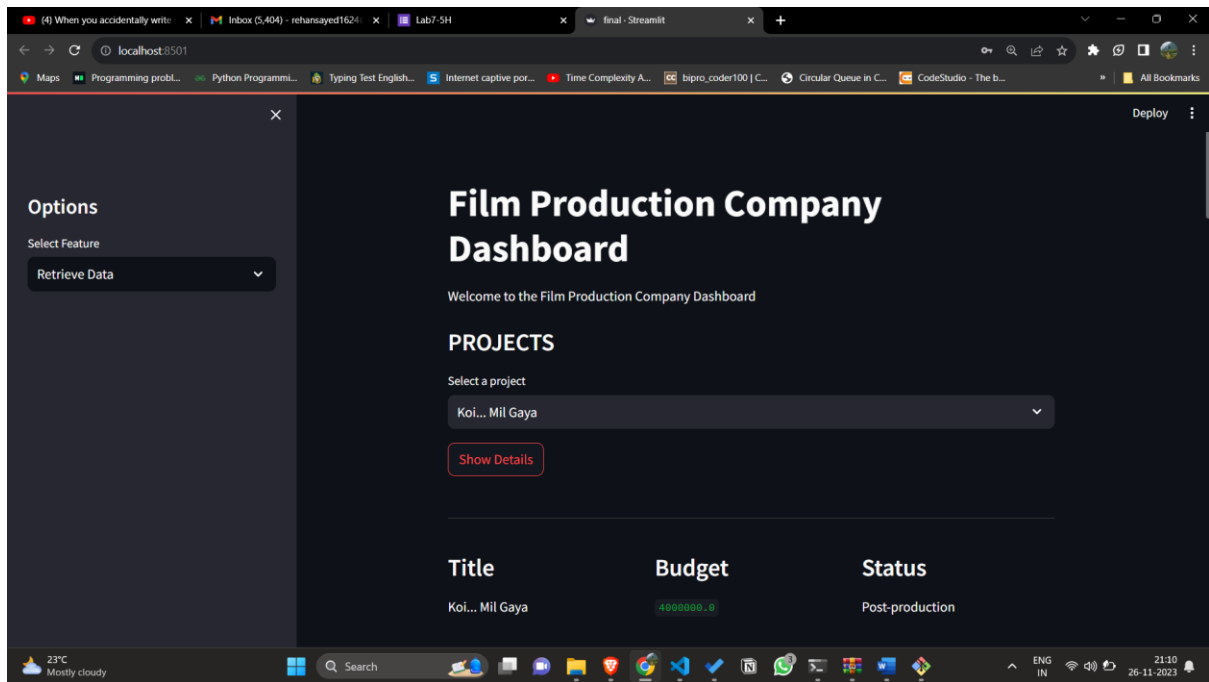 (4) When you accidentally write
Inbox (5,404) - rehansayed1624
Lab7-5H
final · Streamlit
localhost:8501
Maps
Programming probl...
Python Programmi...
Typing Test English...
Internet captive por...
Time Complexity A...
bipro_coder100 | C...
Circular Queue in C...
CodeStudio - The b...
»
All Bookmarks
Deploy
Options
Select Feature
Retrieve Data
Film Production Company
Dashboard
Welcome to the Film Production Company Dashboard
PROJECTS
Select a project
Koi... Mil Gaya
Show Details
Title Budget Status
Koi... Mil Gaya 4000000.0 Post-production
23°C
Mostly cloudy
Search
ENG
IN
21:10
26-11-2023